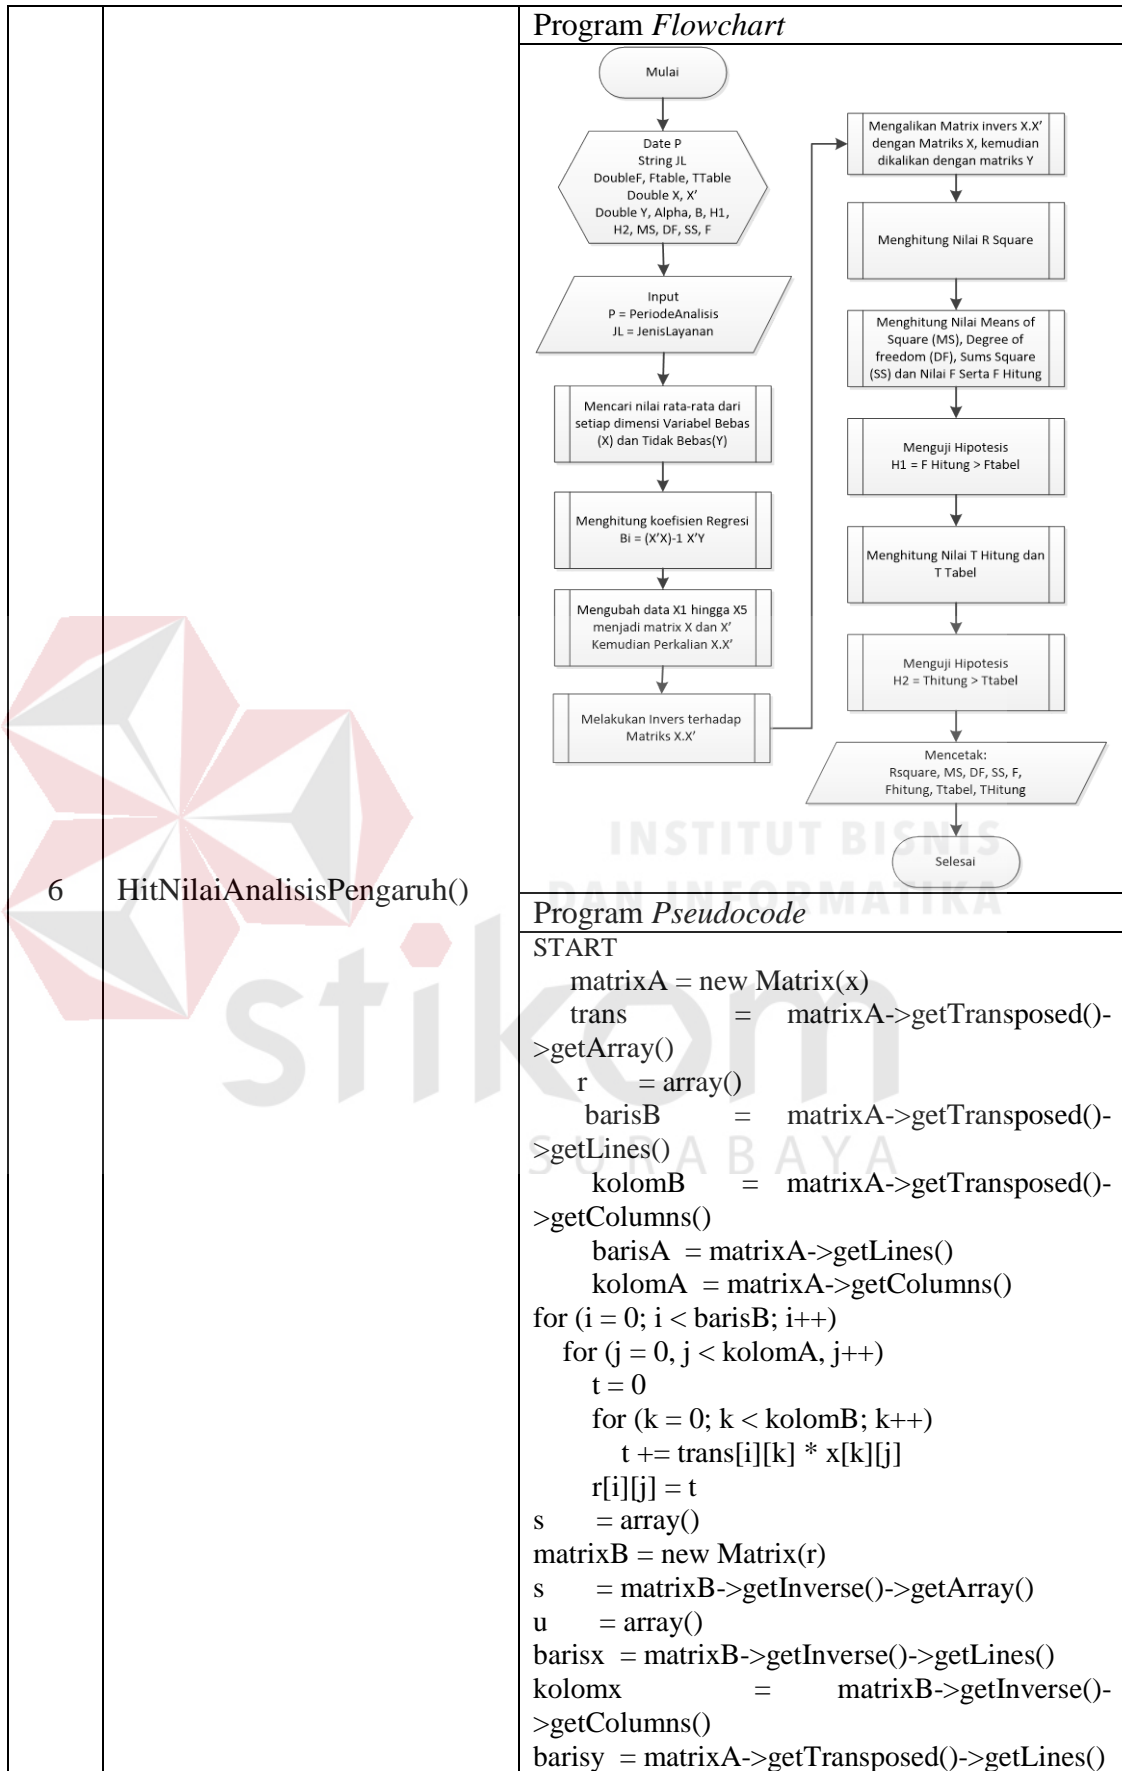 Program Flowchart
Mulai
Date P
String JL
DoubleF, Ftable, TTable
Double X, X’
Double Y, Alpha, B, H1,
H2, MS, DF, SS, F
Input
P = PeriodeAnalisis
JL = JenisLayanan
Mencari nilai rata-rata dari
setiap dimensi Variabel Bebas
(X) dan Tidak Bebas(Y)
Menghitung koefisien Regresi
Bi = (X’X)-1 X’Y
Mengubah data X1 hingga X5
menjadi matrix X dan X’
Kemudian Perkalian X.X’
Melakukan Invers terhadap
Matriks X.X’
Mengalikan Matrix invers X.X’
dengan Matriks X, kemudian
dikalikan dengan matriks Y
Menghitung Nilai R Square
Menghitung Nilai Means of
Square (MS), Degree of
freedom (DF), Sums Square
(SS) dan Nilai F Serta F Hitung
Menguji Hipotesis
H1 = F Hitung > Ftabel
Menghitung Nilai T Hitung dan
T Tabel
Menguji Hipotesis
H2 = Thitung > Ttabel
Mencetak:
Rsquare, MS, DF, SS, F,
Fhitung, Ttabel, THitung
Selesai
INSTITUT BISNIS
DAN INFORMATIKA
stikom
SURABAYA
6 HitNilaiAnalisisPengaruh()
Program Pseudocode
START
matrixA = new Matrix(x)
trans = matrixA->getTransposed()-
>getArray()
r = array()
barisB = matrixA->getTransposed()-
>getLines()
kolomB = matrixA->getTransposed()-
>getColumns()
barisA = matrixA->getLines()
kolomA = matrixA->getColumns()
for (i = 0; i < barisB; i++)
for (j = 0, j < kolomA, j++)
t = 0
for (k = 0; k < kolomB; k++)
t += trans[i][k] * x[k][j]
r[i][j] = t
s = array()
matrixB = new Matrix(r)
s = matrixB->getInverse()->getArray()
u = array()
barisx = matrixB->getInverse()->getLines()
kolomx = matrixB->getInverse()-
>getColumns()
barisy = matrixA->getTransposed()->getLines()